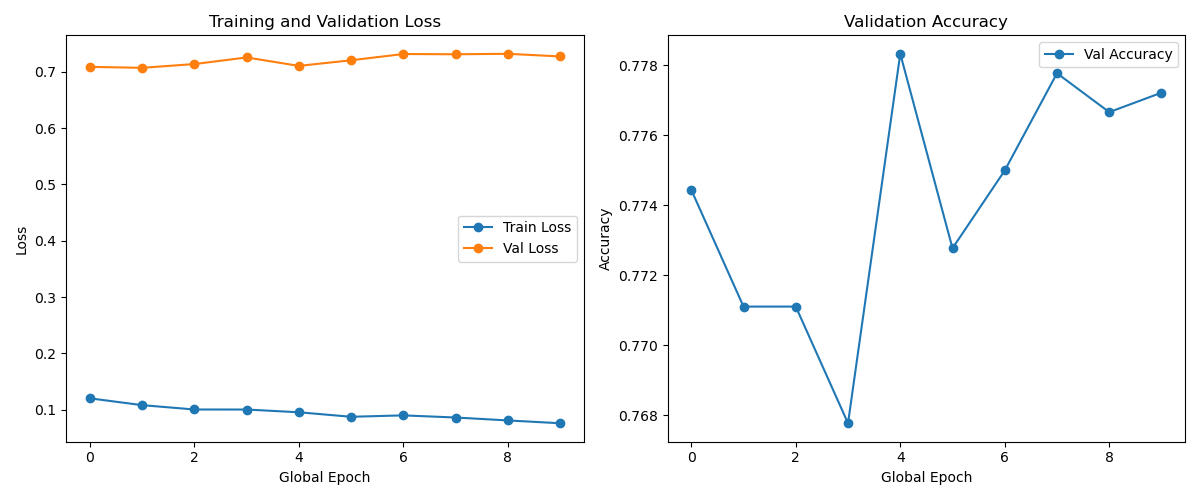 Training and Validation Loss
Loss
0.7
0.6
0.5
0.4
0.3
0.2
0.1
Train Loss
Val Loss
0 2 4 6 8
Global Epoch
Validation Accuracy
Accuracy
0.778
0.776
0.774
0.772
0.770
0.768
Val Accuracy
0 2 4 6 8
Global Epoch